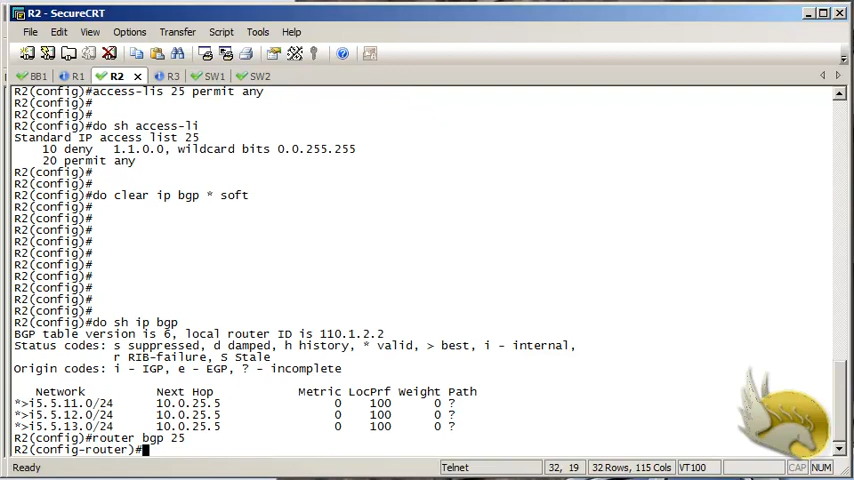 R2 - SecureCRT
File Edit View Options Transfer Script Tools Help
BB1 R1 R2 R3 SW1 SW2
R2(config)#access-lis 25 permit any
R2(config)#
R2(config)#
R2(config)#do sh access-li
Standard IP access list 25
    10 deny   1.1.0.0, wildcard bits 0.0.255.255
    20 permit any
R2(config)#
R2(config)#
R2(config)#do clear ip bgp * soft
R2(config)#
R2(config)#
R2(config)#
R2(config)#
R2(config)#
R2(config)#
R2(config)#
R2(config)#
R2(config)#
R2(config)#
R2(config)#do sh ip bgp
BGP table version is 6, local router ID is 110.1.2.2
Status codes: s suppressed, d damped, h history, * valid, > best, i - internal,
              r RIB-failure, S Stale
Origin codes: i - IGP, e - EGP, ? - incomplete
   Network          Next Hop            Metric LocPrf Weight Path
*>i5.5.11.0/24      10.0.25.5                0    100      0 ?
*>i5.5.12.0/24      10.0.25.5                0    100      0 ?
*>i5.5.13.0/24      10.0.25.5                0    100      0 ?
R2(config)#router bgp 25
R2(config-router)#
Ready Telnet 32, 19 32 Rows, 115 Cols VT100 CAP NUM